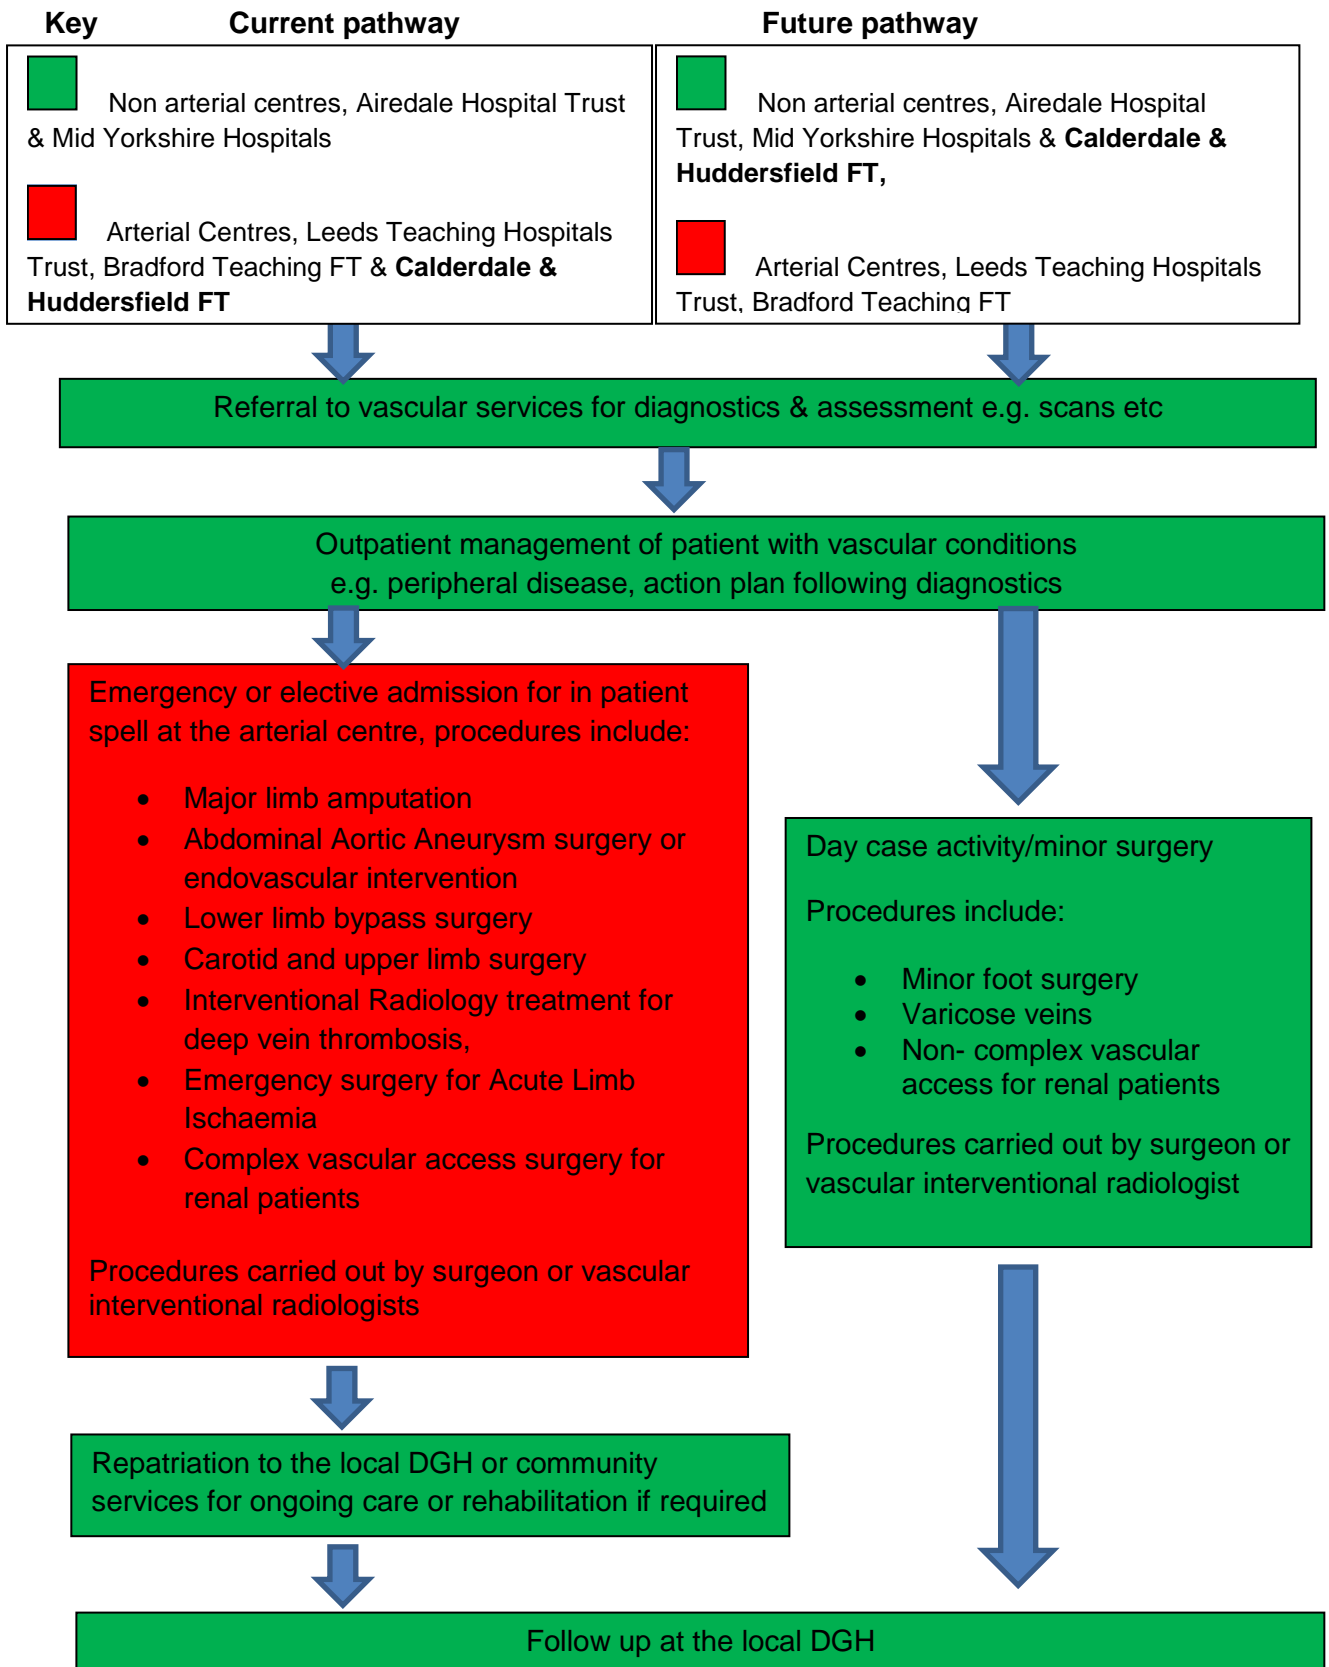 Key Current pathway Future pathway
Non arterial centres, Airedale Hospital Trust
& Mid Yorkshire Hospitals
Arterial Centres, Leeds Teaching Hospitals
Trust, Bradford Teaching FT & Calderdale &
Huddersfield FT
Non arterial centres, Airedale Hospital
Trust, Mid Yorkshire Hospitals & Calderdale &
Huddersfield FT,
Arterial Centres, Leeds Teaching Hospitals
Trust, Bradford Teaching FT
Referral to vascular services for diagnostics & assessment e.g. scans etc
Outpatient management of patient with vascular conditions
e.g. peripheral disease, action plan following diagnostics
Emergency or elective admission for in patient
spell at the arterial centre, procedures include:
• Major limb amputation
• Abdominal Aortic Aneurysm surgery or
endovascular intervention
• Lower limb bypass surgery
• Carotid and upper limb surgery
• Interventional Radiology treatment for
deep vein thrombosis,
• Emergency surgery for Acute Limb
Ischaemia
• Complex vascular access surgery for
renal patients
Procedures carried out by surgeon or vascular
interventional radiologists
Day case activity/minor surgery
Procedures include:
• Minor foot surgery
• Varicose veins
• Non- complex vascular
access for renal patients
Procedures carried out by surgeon or
vascular interventional radiologist
Repatriation to the local DGH or community
services for ongoing care or rehabilitation if required
Follow up at the local DGH